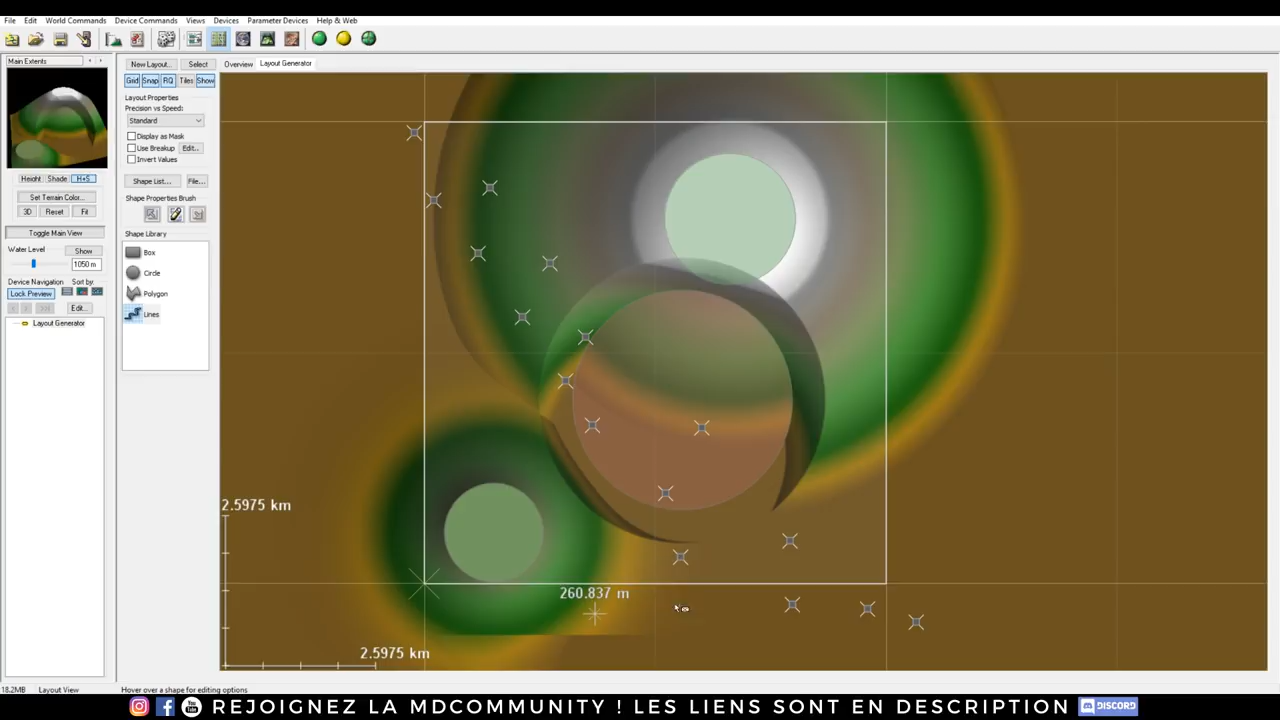 File Edit World Commands Device Commands Views Devices Parameter Devices Help & Web
Main Extents
New Layout... Select
Overview Layout Generator
Grid Snap RQ Tiles Show
Layout Properties
Precision vs Speed:
Standard
Display as Mask
Use Breakup Edit..
Invert Values
Shape List... File...
Shape Properties Brush
Shape Library
Box
Circle
Polygon
Lines
Height Shade H+S
Set Terrain Color...
3D Reset Fit
Toggle Main View
Water Level Show
1050 m
Device Navigation Sort by:
Lock Preview
Edit...
Layout Generator
2.5975 km
260.837 m
2.5975 km
18.2MB Layout View Hover over a shape for editing options
REJOIGNEZ LA MDCOMMUNITY ! LES LIENS SONT EN DESCRIPTION DISCORD